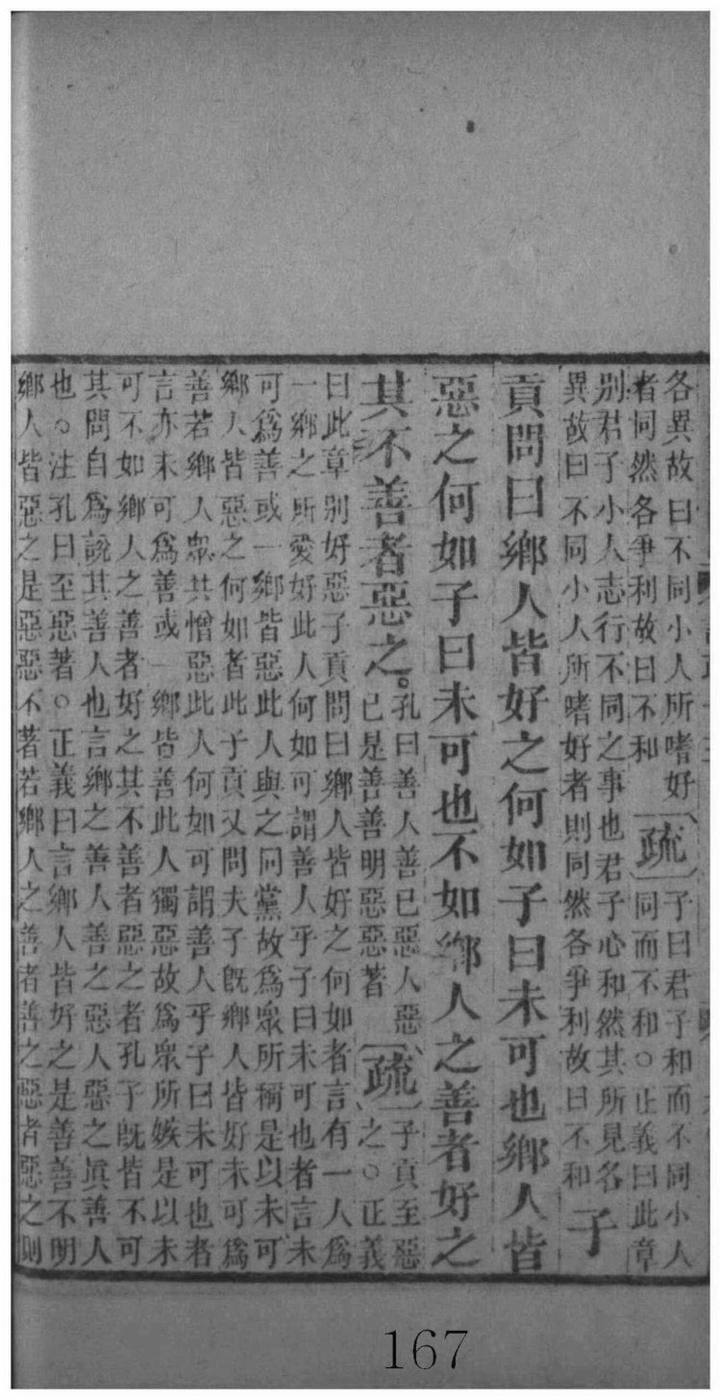 各異故曰不同小人所嗜好
者同然各爭利故曰不和
疏
子曰君子和而不同小人
同而不和○正義曰此章
別君子小人志行不同之事也君子心和然其所見各
異故曰不同小人所嗜好者則同然各爭利故曰不和
子
貢問曰鄉人皆好之何如子曰未可也鄉人皆
惡之何如子曰未可也不如鄉人之善者好之
其不善者惡之。
孔曰善人善已惡人惡
已是善善明惡惡著
疏
子貢至惡
之○正義
曰此章別好惡子貢問曰鄉人皆好之何如者言有一人爲
一鄉之所愛好此人何如可謂善人乎子曰未可也者言未
可爲善或一鄉皆惡此人與之同黨故爲眾所稱是以未可
鄉人皆惡之何如者此子貢又問夫子既鄉人皆好未可爲
善若鄉人眾共憎惡此人何如可謂善人乎子曰未可也者
言亦未可爲善或一鄉皆善此人獨惡故爲眾所嫉是以未
可不如鄉人之善者好之其不善者惡之者孔子既皆不可
其問自爲說其善人也言鄉之善人善之惡人惡之眞善人
也○注孔曰至惡著○正義曰言鄉人皆好之是善善不明
鄉人皆惡之是惡惡不著若鄉人之善者善之惡者惡之則
167